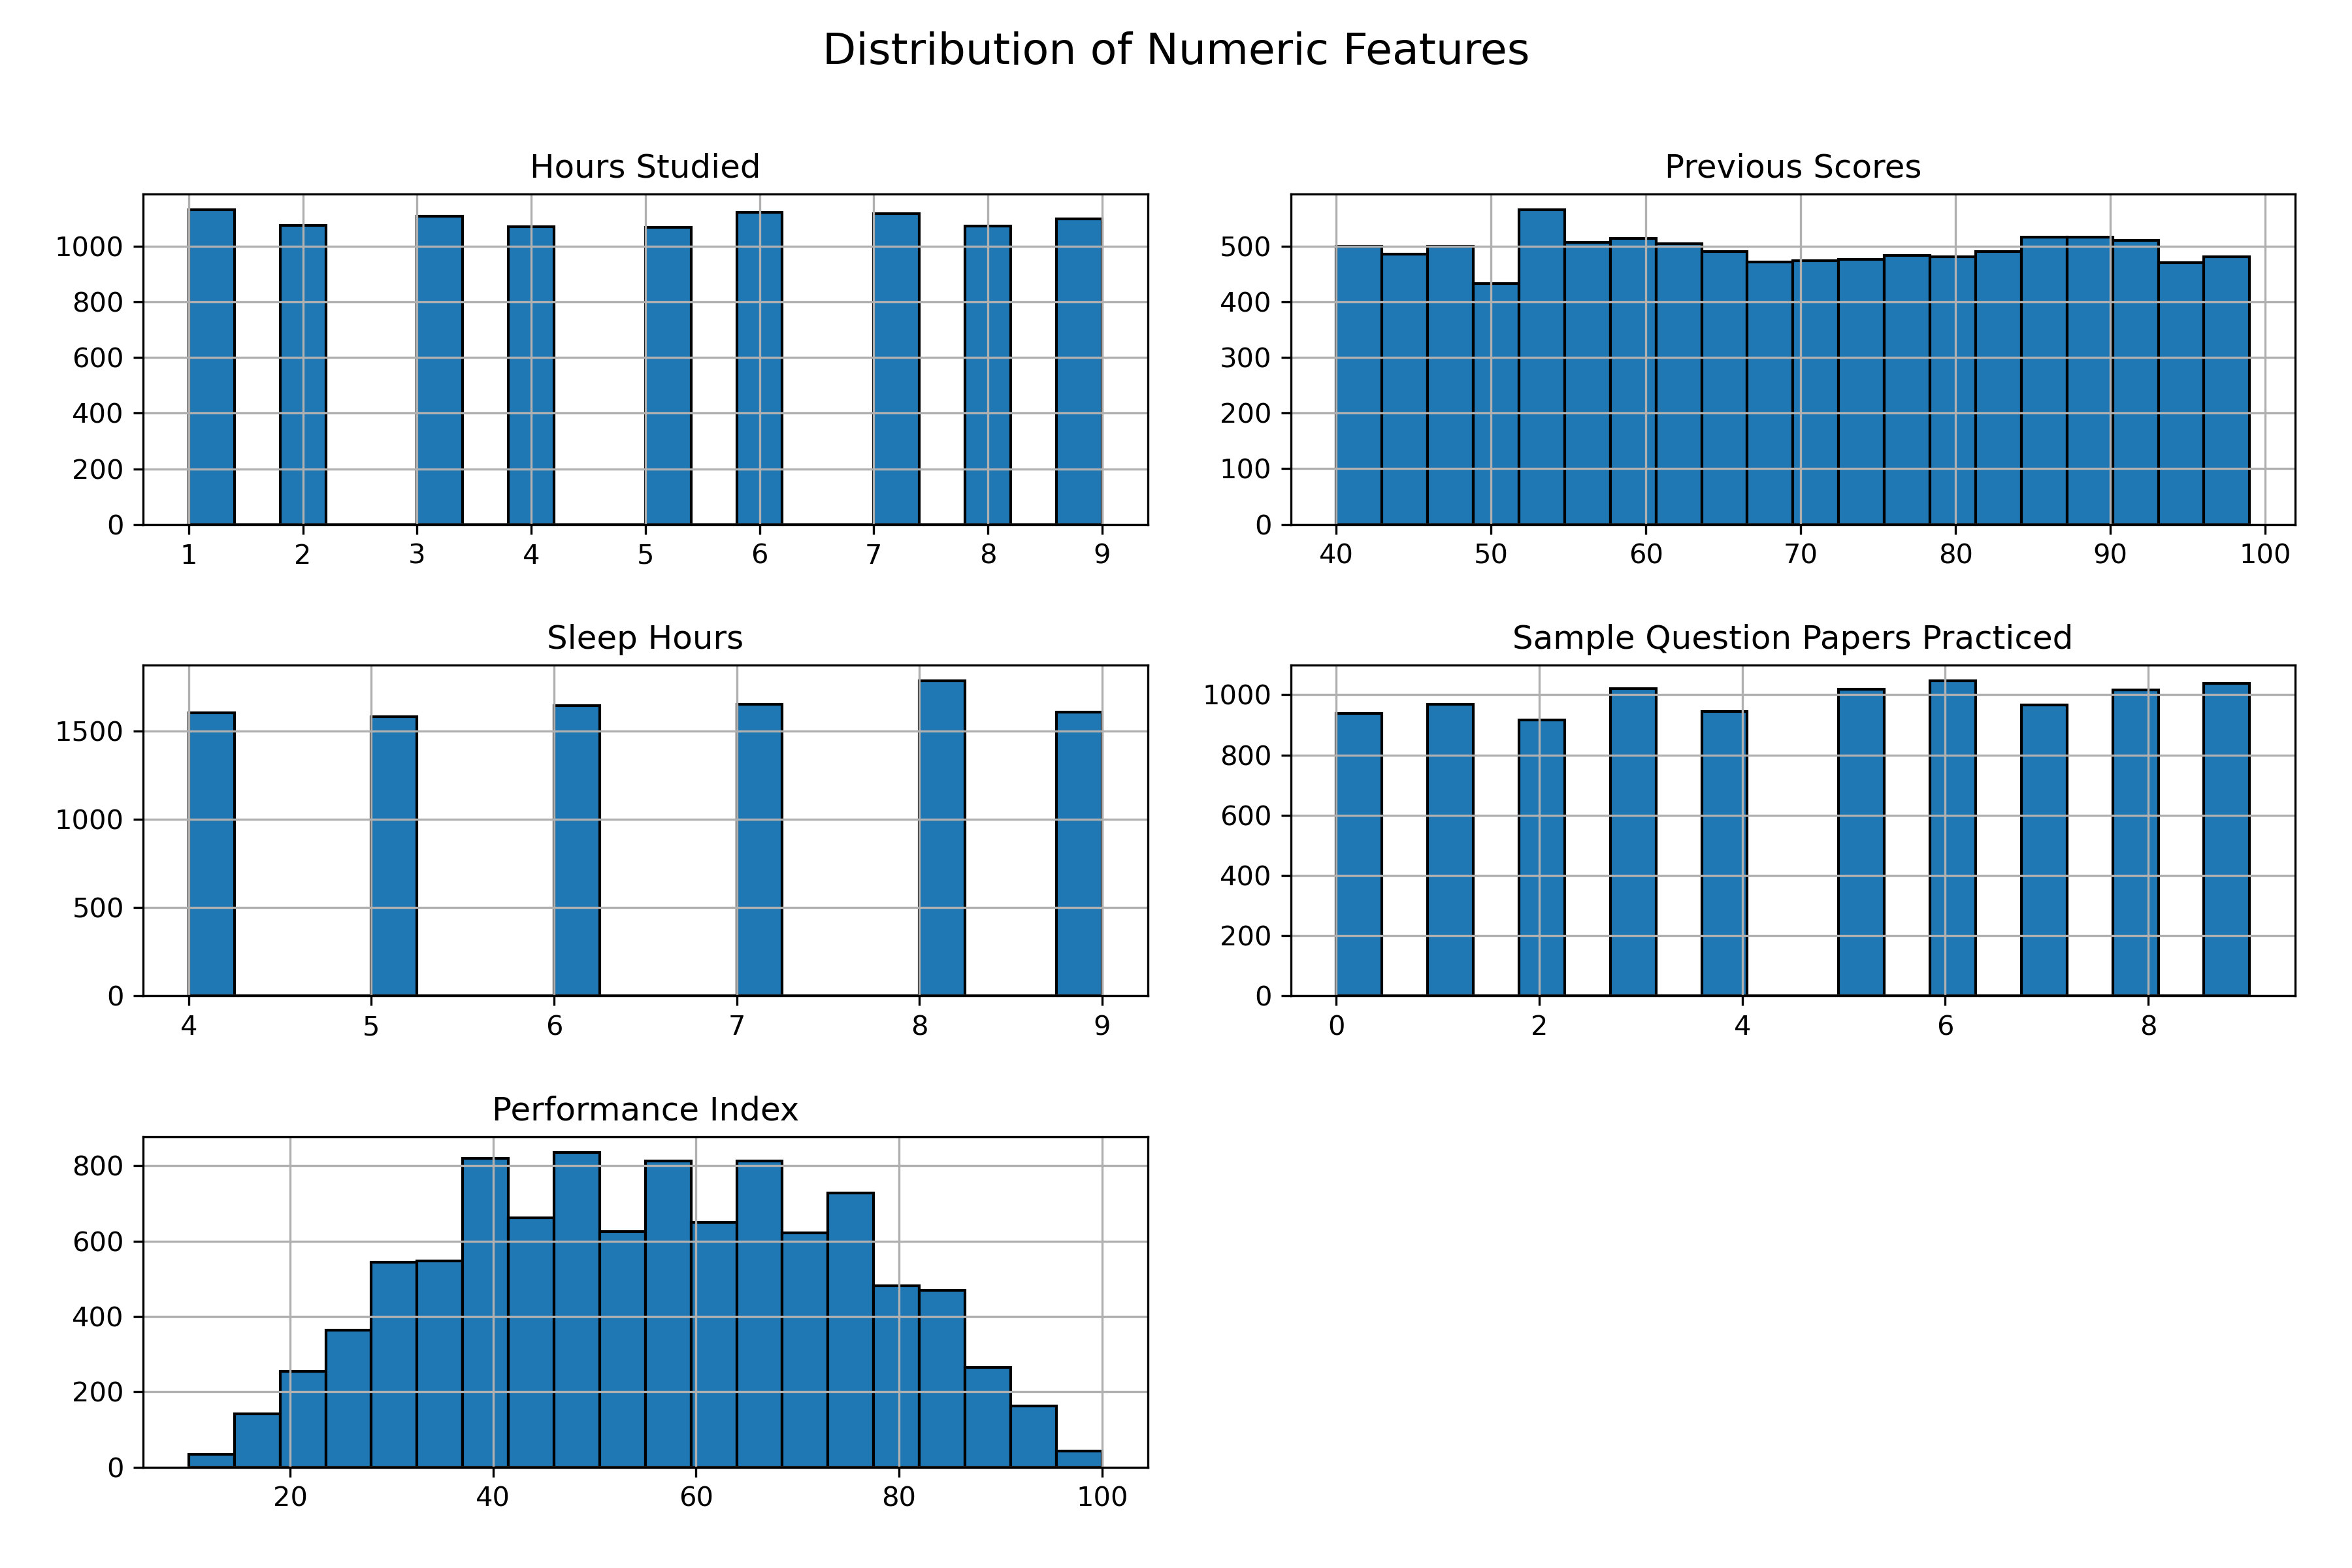 Distribution of Numeric Features
Hours Studied
1000
800
600
400
200
0
1 2 3 4 5 6 7 8 9
Previous Scores
500
400
300
200
100
0
40 50 60 70 80 90 100
Sleep Hours
1500
1000
500
0
4 5 6 7 8 9
Sample Question Papers Practiced
1000
800
600
400
200
0
0 2 4 6 8
Performance Index
800
600
400
200
0
20 40 60 80 100